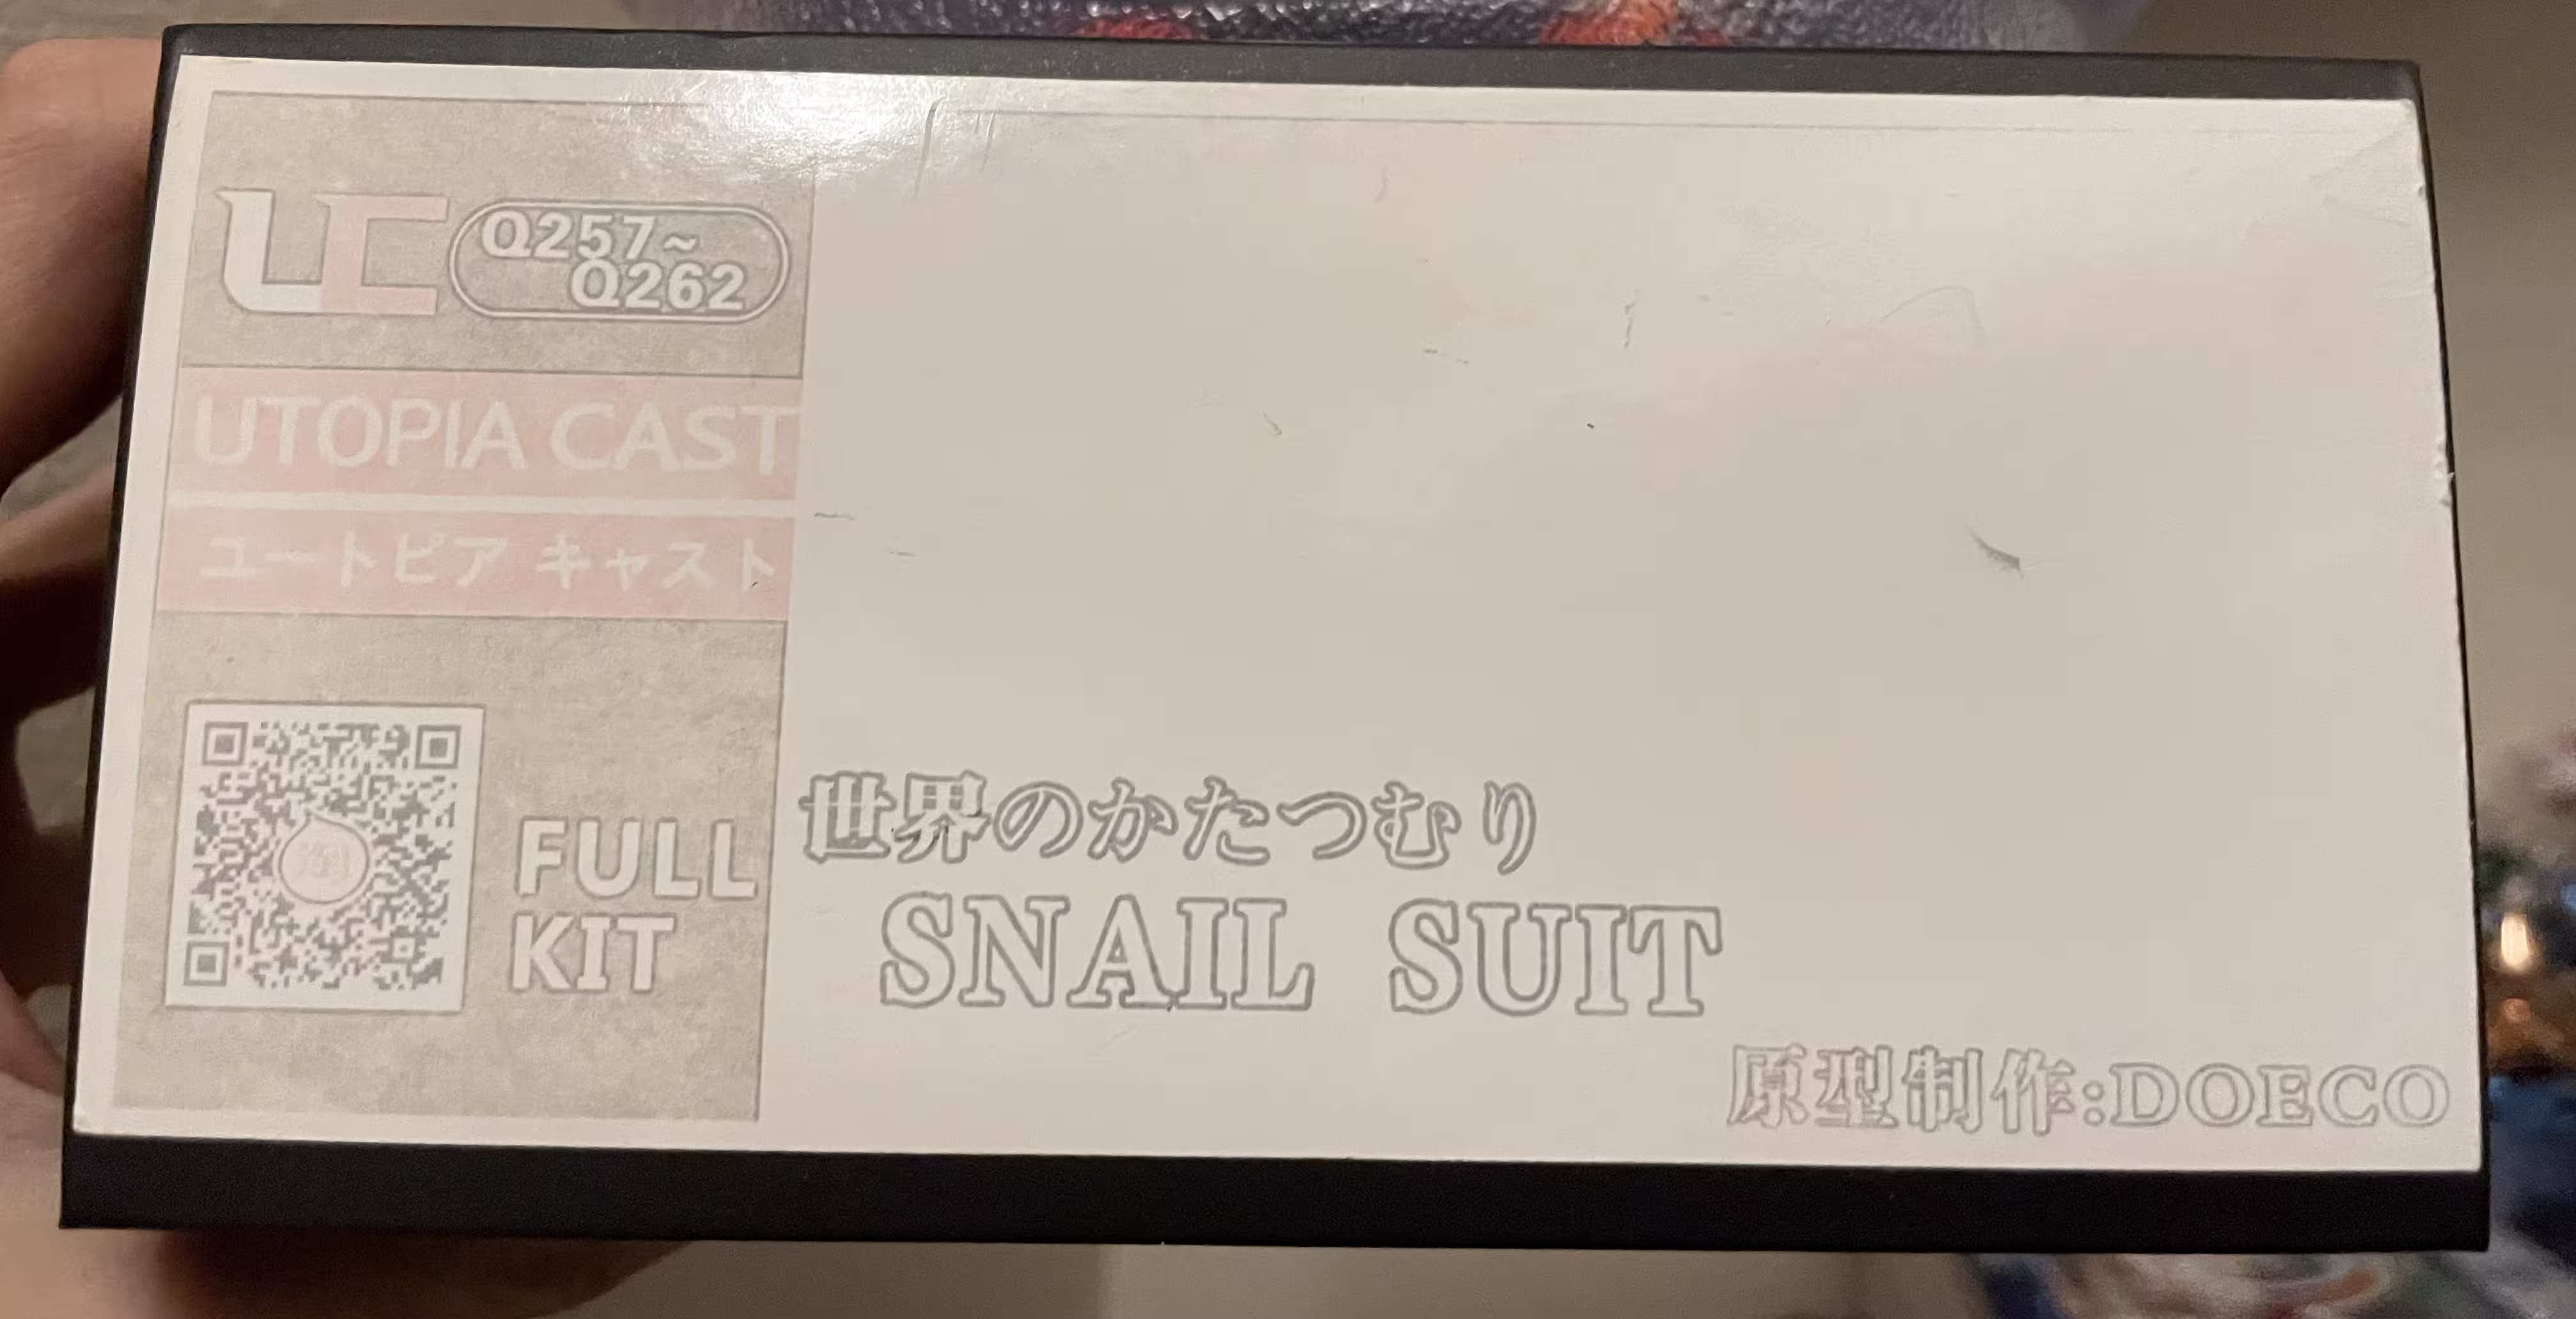 UC
Q257~
Q262
UTOPIA CAST
ユートピア キャスト
FULL
KIT
世界のかたつむり
SNAIL SUIT
原型制作:DOECO